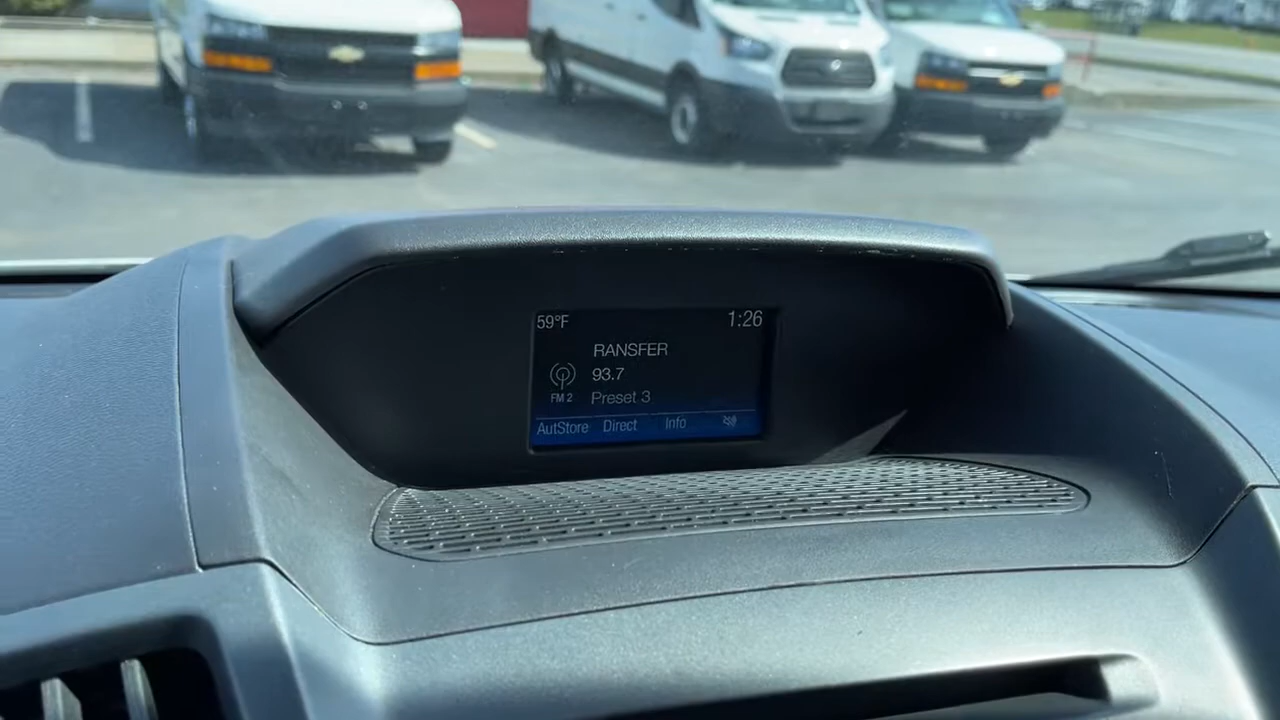 59°F 1:26
RANSFER
93.7
FM 2 Preset 3
AutStore Direct Info